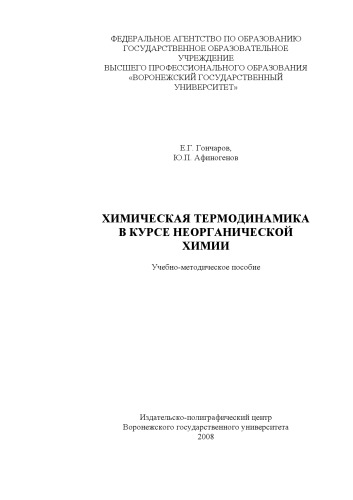 ФЕДЕРАЛЬНОЕ АГЕНТСТВО ПО ОБРАЗОВАНИЮ
ГОСУДАРСТВЕННОЕ ОБРАЗОВАТЕЛЬНОЕ
УЧРЕЖДЕНИЕ
ВЫСШЕГО ПРОФЕССИОНАЛЬНОГО ОБРАЗОВАНИЯ
«ВОРОНЕЖСКИЙ ГОСУДАРСТВЕННЫЙ
УНИВЕРСИТЕТ»
Е.Г. Гончаров,
Ю.П. Афиногенов
ХИМИЧЕСКАЯ ТЕРМОДИНАМИКА
В КУРСЕ НЕОРГАНИЧЕСКОЙ
ХИМИИ
Учебно-методическое пособие
Издательско-полиграфический центр
Воронежского государственного университета
2008